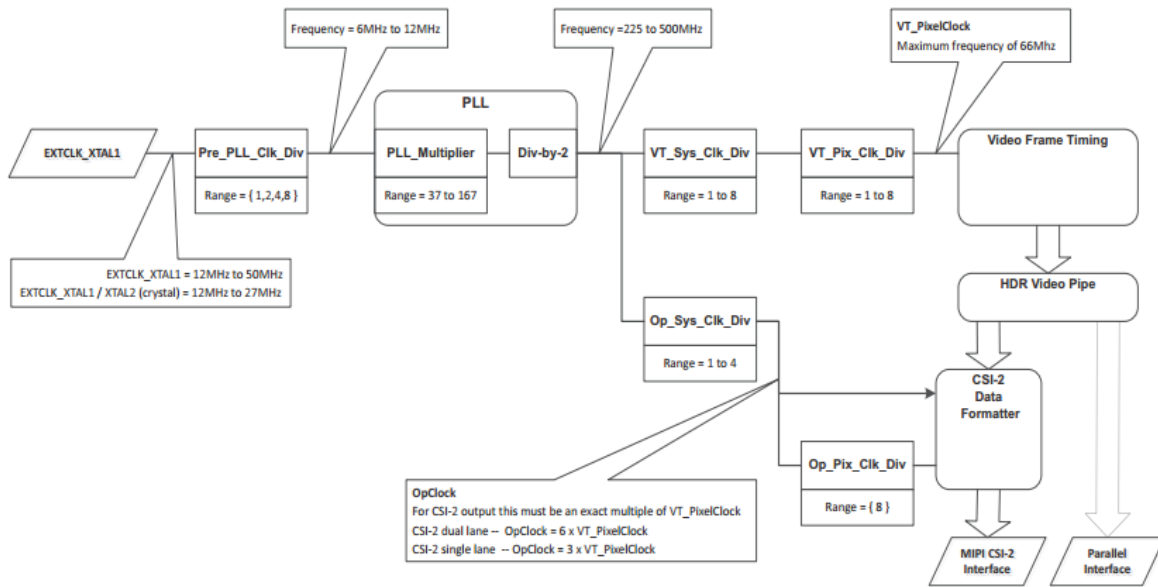 Frequency = 6MHz to 12MHz
Frequency =225 to 500MHz
VT_PixelClock
Maximum frequency of 66Mhz
PLL
EXTCLK_XTAL1
Pre_PLL_Clk_Div
Range = { 1,2,4,8 }
PLL_Multiplier
Range = 37 to 167
Div-by-2
VT_Sys_Clk_Div
Range = 1 to 8
VT_Pix_Clk_Div
Range = 1 to 8
Video Frame Timing
EXTCLK_XTAL1 = 12MHz to 50MHz
EXTCLK_XTAL1 / XTAL2 (crystal) = 12MHz to 27MHz
HDR Video Pipe
Op_Sys_Clk_Div
Range = 1 to 4
CSI-2
Data
Formatter
Op_Pix_Clk_Div
Range = { 8 }
OpClock
For CSI-2 output this must be an exact multiple of VT_PixelClock
CSI-2 dual lane -- OpClock = 6 x VT_PixelClock
CSI-2 single lane -- OpClock = 3 x VT_PixelClock
MIPI CSI-2
Interface
Parallel
Interface